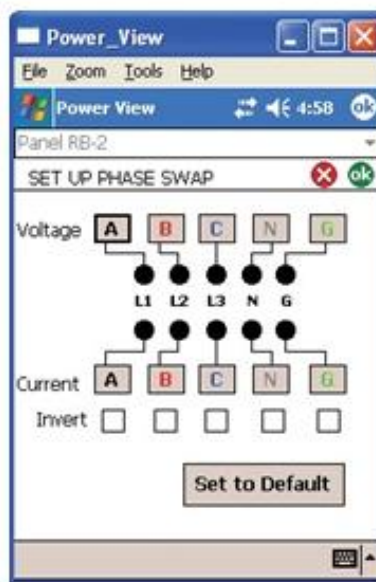 Power_View
File Zoom Tools Help
Power View 4:58 ok
Panel RB-2
SET UP PHASE SWAP ok
Voltage A B C N G
L1 L2 L3 N G
Current A B C N G
Invert
Set to Default